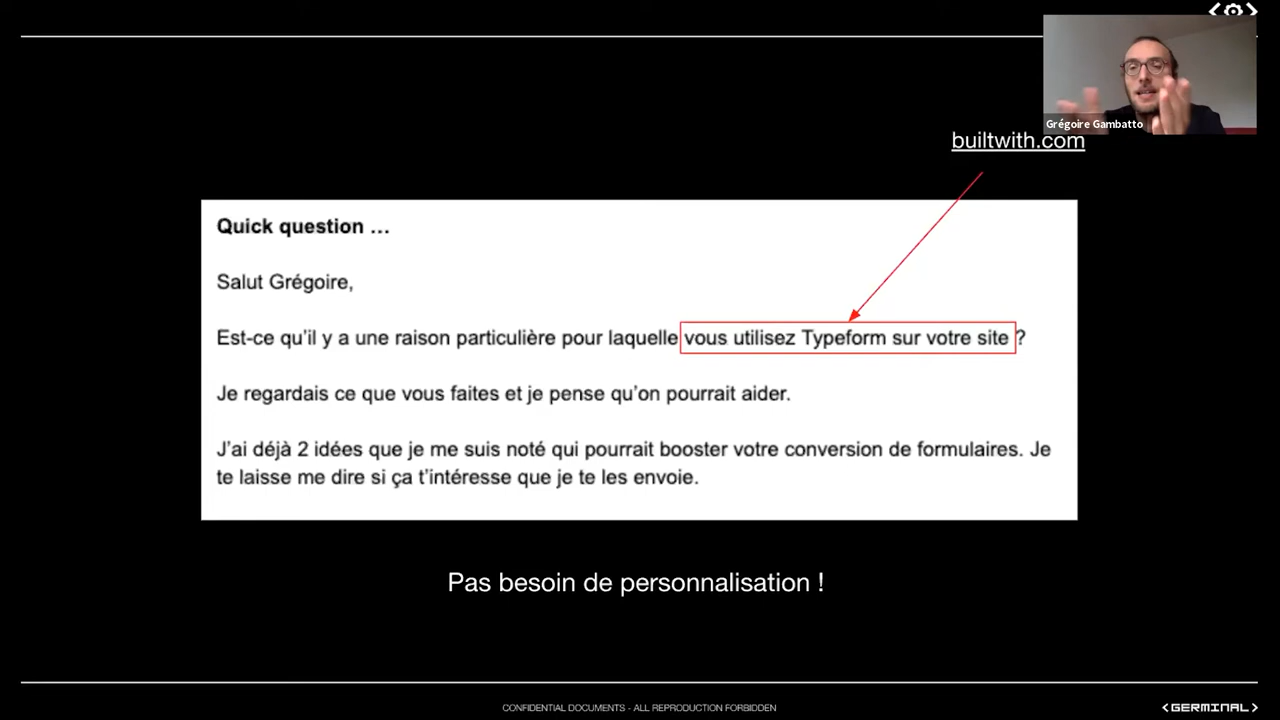 Grégoire Gambatto
builtwith.com
Quick question …
Salut Grégoire,
Est-ce qu’il y a une raison particulière pour laquelle vous utilisez Typeform sur votre site ?
Je regardais ce que vous faites et je pense qu’on pourrait aider.
J’ai déjà 2 idées que je me suis noté qui pourrait booster votre conversion de formulaires. Je
te laisse me dire si ça t’intéresse que je te les envoie.
Pas besoin de personnalisation !
CONFIDENTIAL DOCUMENTS - ALL REPRODUCTION FORBIDDEN
<GERMINAL>